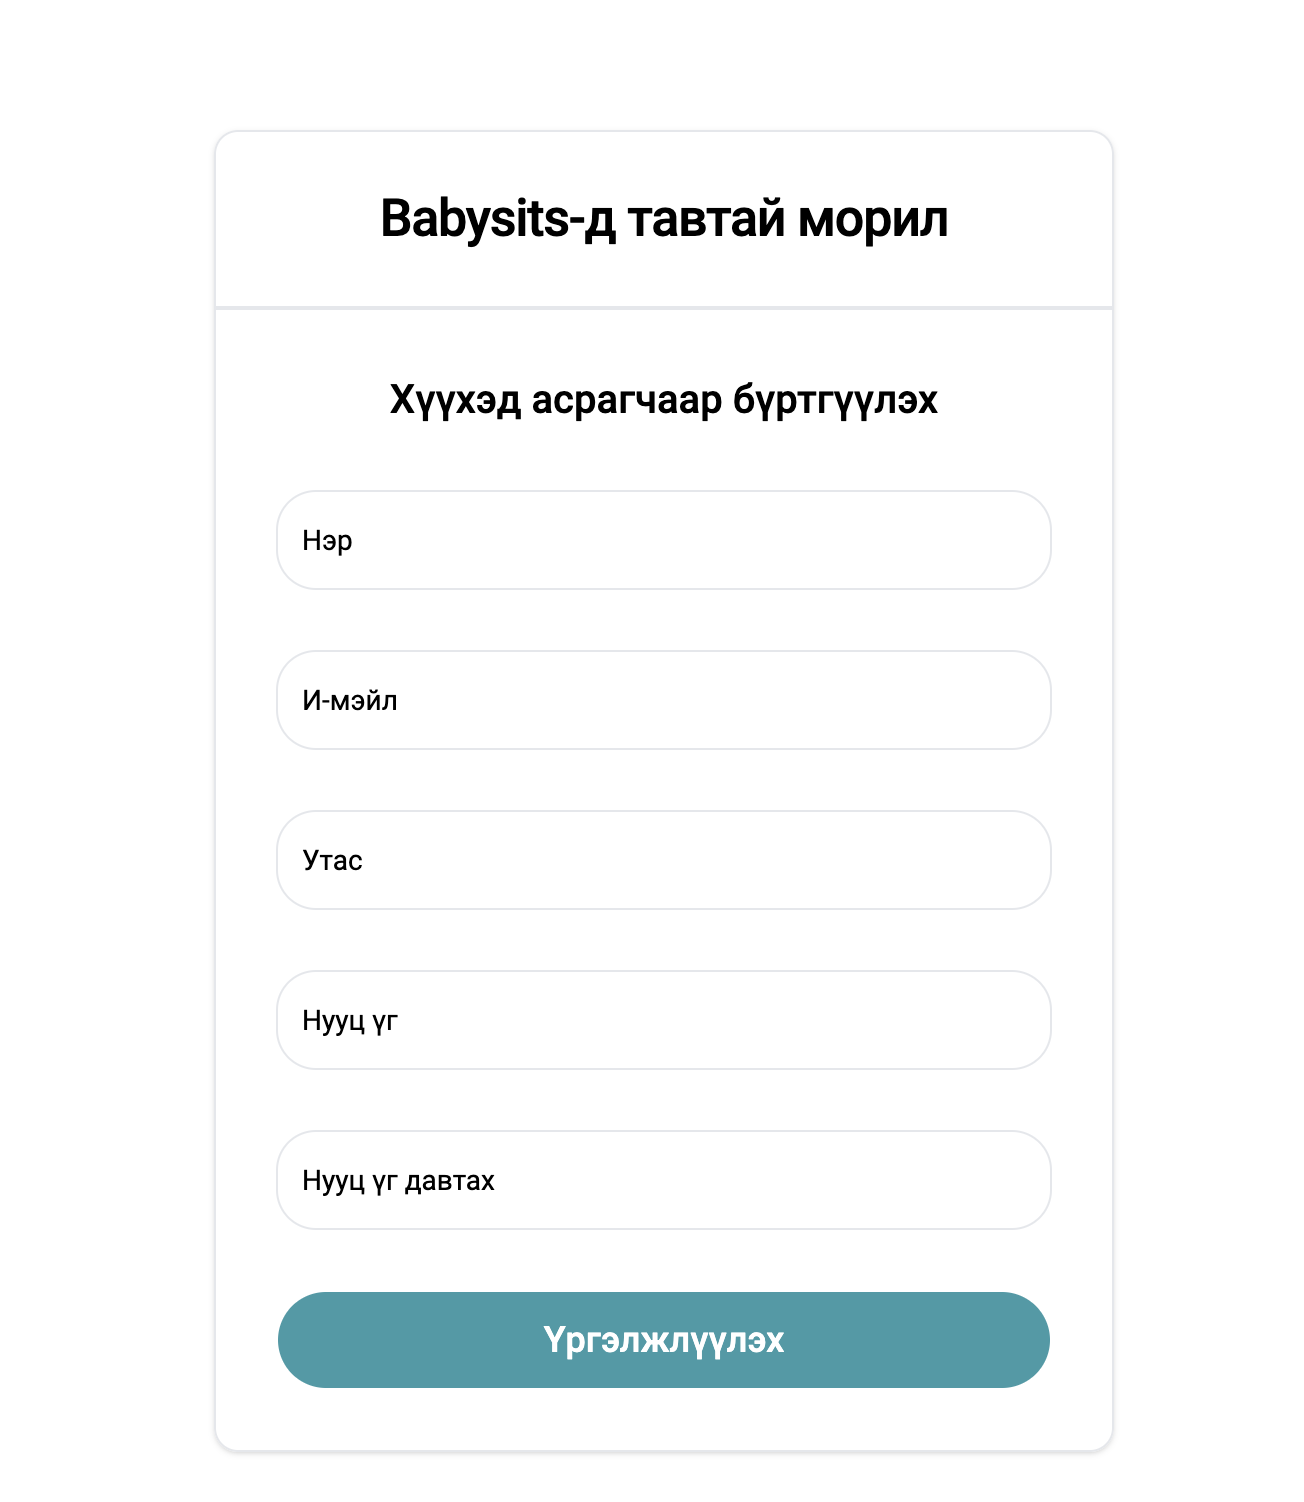 Babysits-д тавтай морил
Хүүхэд асрагчаар бүртгүүлэх
Нэр
И-мэйл
Утас
Нууц үг
Нууц үг давтах
Үргэлжлүүлэх